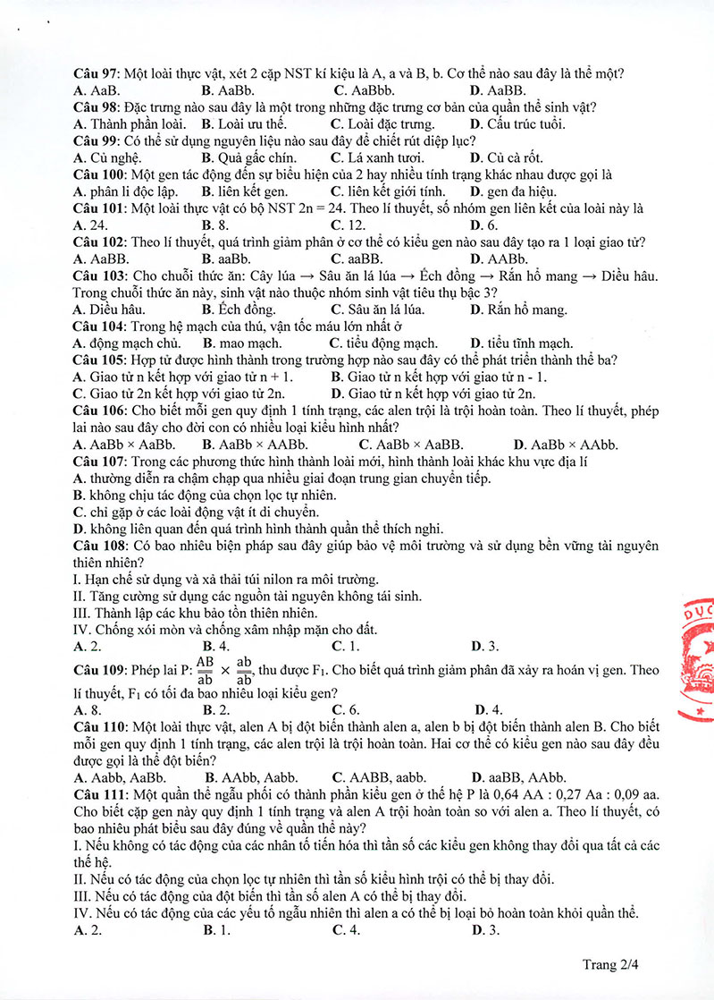 Câu 97: Một loài thực vật, xét 2 cặp NST kí kiệu là A, a và B, b. Cơ thể nào sau đây là thể một?
A. AaB. B. AaBb. C. AaBbb. D. AaBB.
Câu 98: Đặc trưng nào sau đây là một trong những đặc trưng cơ bản của quần thể sinh vật?
A. Thành phần loài. B. Loài ưu thế. C. Loài đặc trưng. D. Cấu trúc tuổi.
Câu 99: Có thể sử dụng nguyên liệu nào sau đây để chiết rút diệp lục?
A. Củ nghệ. B. Quả gấc chín. C. Lá xanh tươi. D. Củ cà rốt.
Câu 100: Một gen tác động đến sự biểu hiện của 2 hay nhiều tính trạng khác nhau được gọi là
A. phân li độc lập. B. liên kết gen. C. liên kết giới tính. D. gen đa hiệu.
Câu 101: Một loài thực vật có bộ NST 2n = 24. Theo lí thuyết, số nhóm gen liên kết của loài này là
A. 24. B. 8. C. 12. D. 6.
Câu 102: Theo lí thuyết, quá trình giảm phân ở cơ thể có kiểu gen nào sau đây tạo ra 1 loại giao tử?
A. AaBB. B. aaBb. C. aaBB. D. AABb.
Câu 103: Cho chuỗi thức ăn: Cây lúa → Sâu ăn lá lúa → Ếch đồng → Rắn hổ mang → Diều hâu.
Trong chuỗi thức ăn này, sinh vật nào thuộc nhóm sinh vật tiêu thụ bậc 3?
A. Diều hâu. B. Ếch đồng. C. Sâu ăn lá lúa. D. Rắn hổ mang.
Câu 104: Trong hệ mạch của thú, vận tốc máu lớn nhất ở
A. động mạch chủ. B. mao mạch. C. tiểu động mạch. D. tiểu tĩnh mạch.
Câu 105: Hợp tử được hình thành trong trường hợp nào sau đây có thể phát triển thành thể ba?
A. Giao tử n kết hợp với giao tử n + 1. B. Giao tử n kết hợp với giao tử n - 1.
C. Giao tử 2n kết hợp với giao tử 2n. D. Giao tử n kết hợp với giao tử 2n.
Câu 106: Cho biết mỗi gen quy định 1 tính trạng, các alen trội là trội hoàn toàn. Theo lí thuyết, phép
lai nào sau đây cho đời con có nhiều loại kiểu hình nhất?
A. AaBb × AaBb. B. AaBb × AABb. C. AaBb × AaBB. D. AaBb × AAbb.
Câu 107: Trong các phương thức hình thành loài mới, hình thành loài khác khu vực địa lí
A. thường diễn ra chậm chạp qua nhiều giai đoạn trung gian chuyển tiếp.
B. không chịu tác động của chọn lọc tự nhiên.
C. chỉ gặp ở các loài động vật ít di chuyển.
D. không liên quan đến quá trình hình thành quần thể thích nghi.
Câu 108: Có bao nhiêu biện pháp sau đây giúp bảo vệ môi trường và sử dụng bền vững tài nguyên
thiên nhiên?
I. Hạn chế sử dụng và xả thải túi nilon ra môi trường.
II. Tăng cường sử dụng các nguồn tài nguyên không tái sinh.
III. Thành lập các khu bảo tồn thiên nhiên.
IV. Chống xói mòn và chống xâm nhập mặn cho đất.
A. 2. B. 4. C. 1. D. 3.
Câu 109: Phép lai P: AB/ab × ab/ab, thu được F₁. Cho biết quá trình giảm phân đã xảy ra hoán vị gen. Theo
lí thuyết, F₁ có tối đa bao nhiêu loại kiểu gen?
A. 8. B. 2. C. 6. D. 4.
Câu 110: Một loài thực vật, alen A bị đột biến thành alen a, alen b bị đột biến thành alen B. Cho biết
mỗi gen quy định 1 tính trạng, các alen trội là trội hoàn toàn. Hai cơ thể có kiểu gen nào sau đây đều
được gọi là thể đột biến?
A. Aabb, AaBb. B. AAbb, Aabb. C. AABB, aabb. D. aaBB, AAbb.
Câu 111: Một quần thể ngẫu phối có thành phần kiểu gen ở thế hệ P là 0,64 AA : 0,27 Aa : 0,09 aa.
Cho biết cặp gen này quy định 1 tính trạng và alen A trội hoàn toàn so với alen a. Theo lí thuyết, có
bao nhiêu phát biểu sau đây đúng về quần thể này?
I. Nếu không có tác động của các nhân tố tiến hóa thì tần số các kiểu gen không thay đổi qua tất cả các
thế hệ.
II. Nếu có tác động của chọn lọc tự nhiên thì tần số kiểu hình trội có thể bị thay đổi.
III. Nếu có tác động của đột biến thì tần số alen A có thể bị thay đổi.
IV. Nếu có tác động của các yếu tố ngẫu nhiên thì alen a có thể bị loại bỏ hoàn toàn khỏi quần thể.
A. 2. B. 1. C. 4. D. 3.
DỤC
Trang 2/4